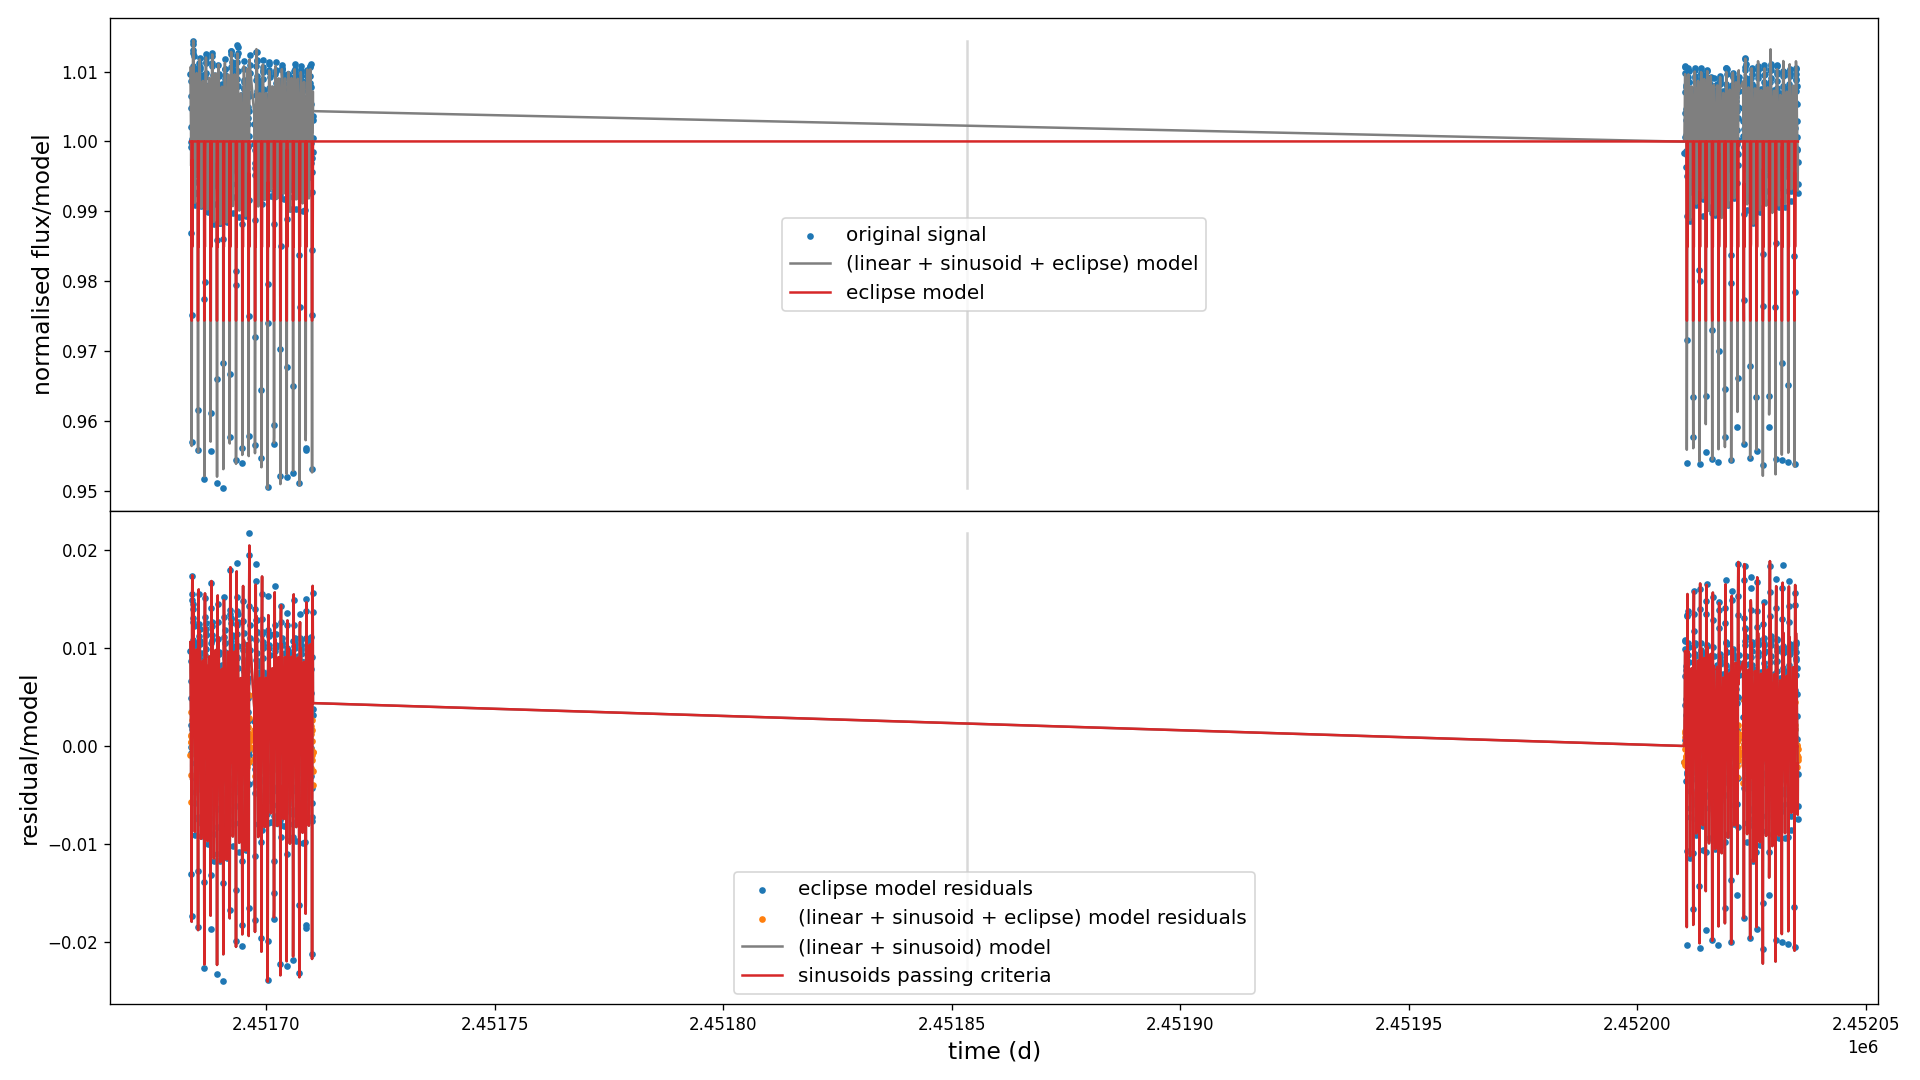 normalised flux/model
1.01
1.00
0.99
0.98
0.97
0.96
0.95
original signal
(linear + sinusoid + eclipse) model
eclipse model
residual/model
0.02
0.01
0.00
−0.01
−0.02
eclipse model residuals
(linear + sinusoid + eclipse) model residuals
(linear + sinusoid) model
sinusoids passing criteria
2.45170
2.45175
2.45180
2.45185
2.45190
2.45195
2.45200
2.45205
time (d)
1e6